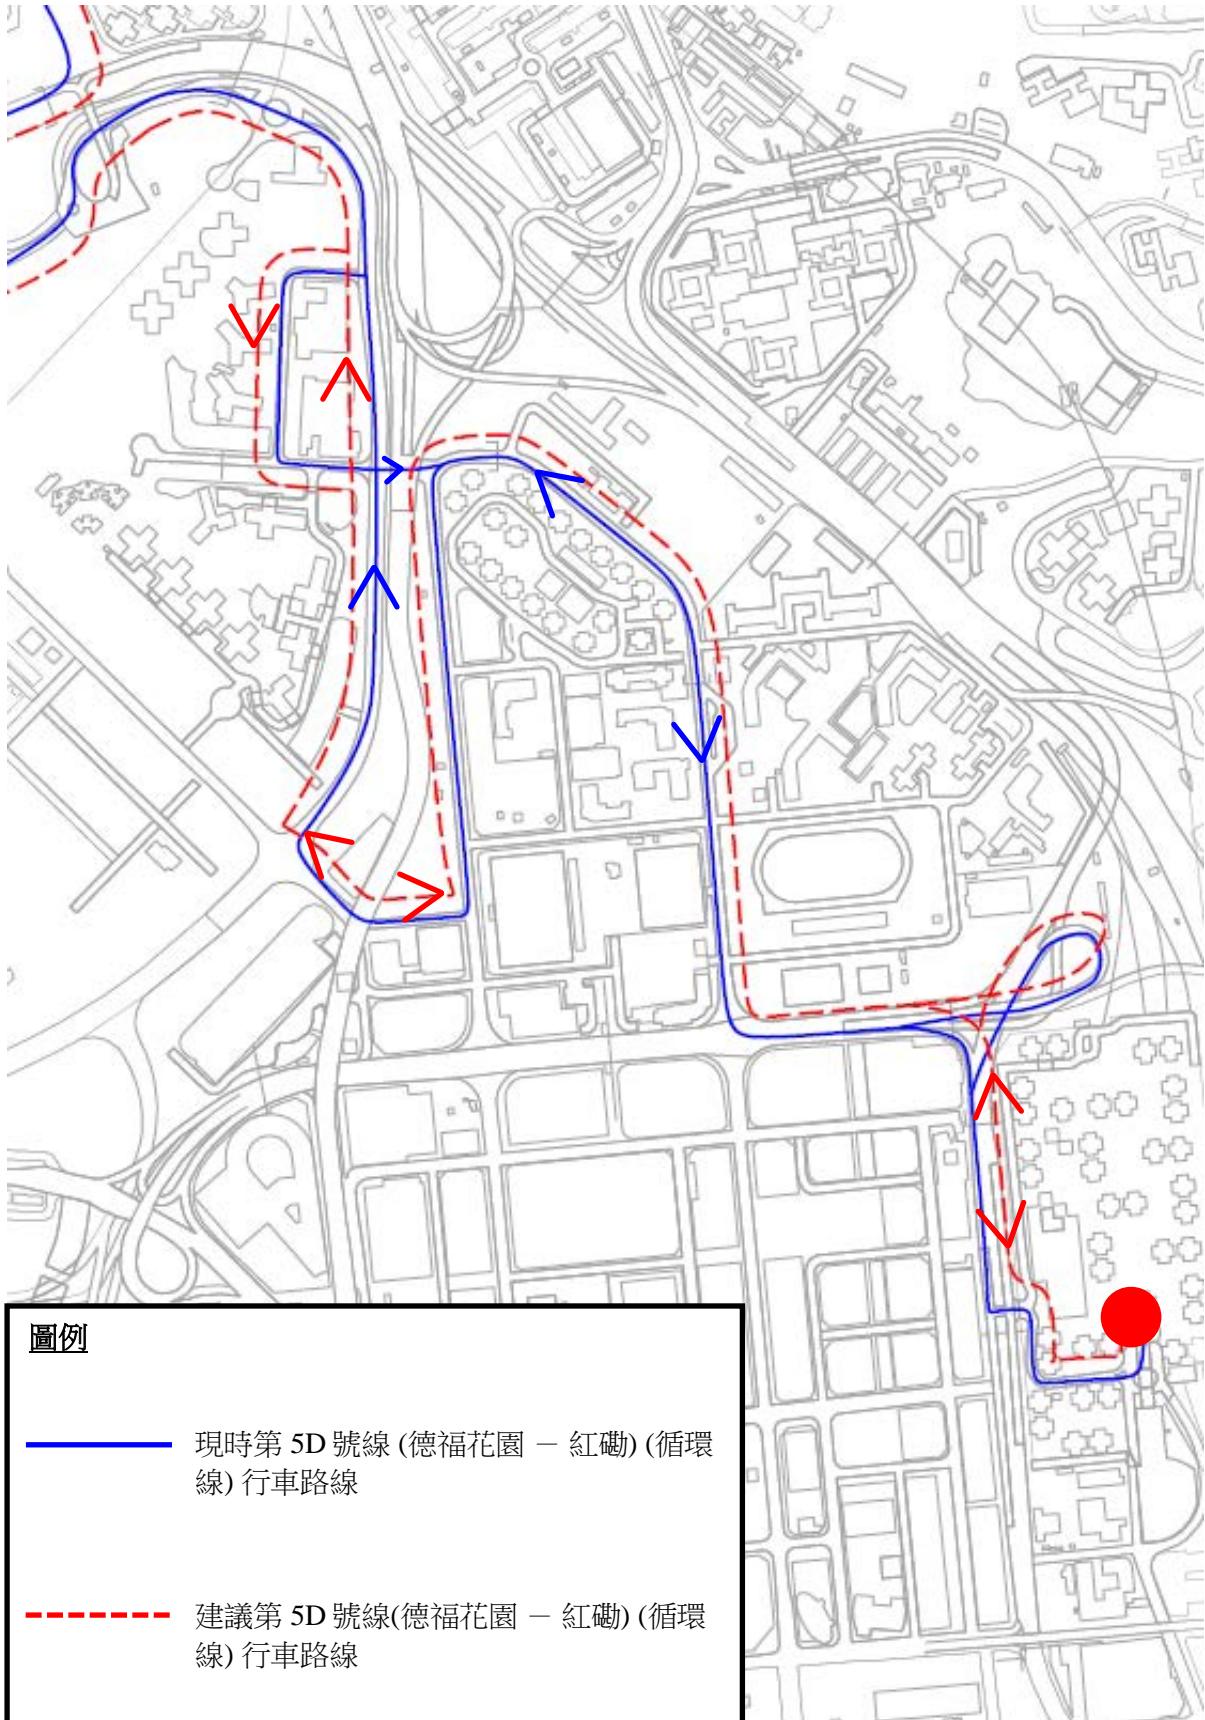 圖例
現時第 5D 號線 (德福花園 － 紅磡) (循環
線) 行車路線
建議第 5D 號線(德福花園 － 紅磡) (循環
線) 行車路線